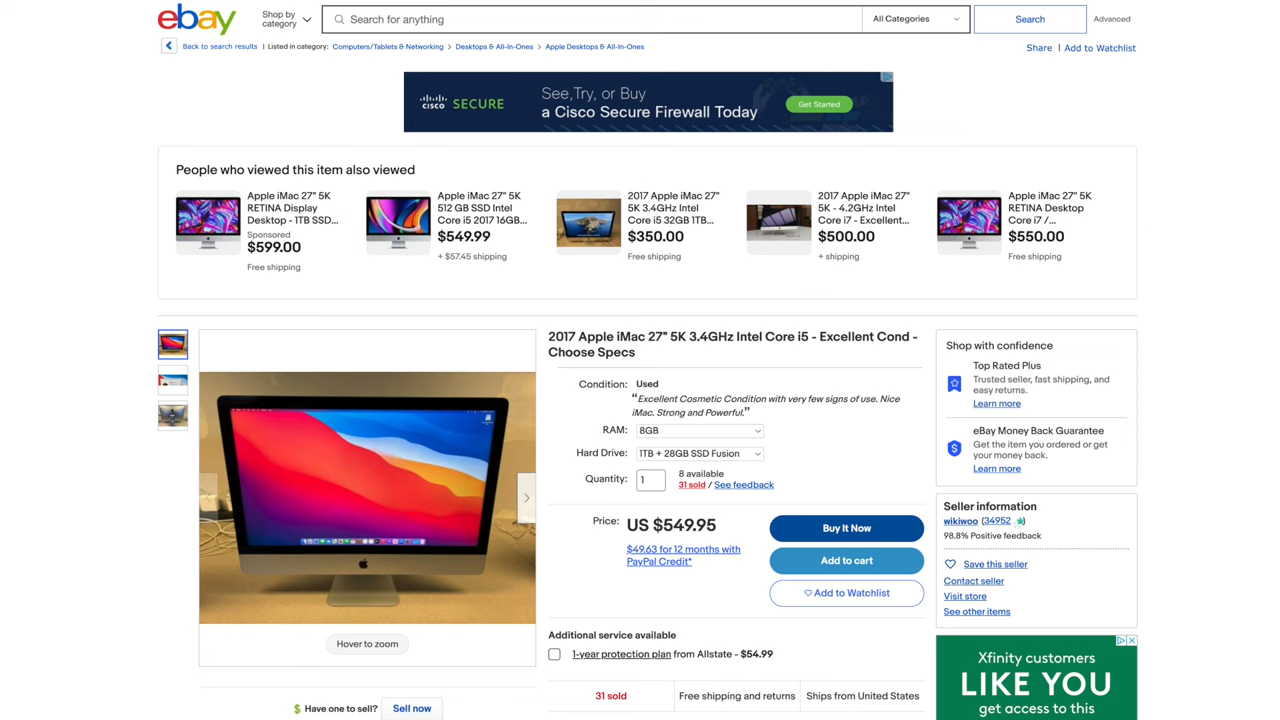 ebay
Shop by
category
Search for anything
All Categories
Search
Advanced
Back to search results | Listed in category: Computers/Tablets & Networking > Desktops & All-In-Ones > Apple Desktops & All-In-Ones
Share | Add to Watchlist
CISCO SECURE
See,Try, or Buy
a Cisco Secure Firewall Today
Get Started
People who viewed this item also viewed
Apple iMac 27" 5K
RETINA Display
Desktop - 1TB SSD...
Sponsored
$599.00
Free shipping
Apple iMac 27" 5K
512 GB SSD Intel
Core i5 2017 16GB...
$549.99
+ $57.45 shipping
2017 Apple iMac 27"
5K 3.4GHz Intel
Core i5 32GB 1TB...
$350.00
Free shipping
2017 Apple iMac 27"
5K - 4.2GHz Intel
Core i7 - Excellent...
$500.00
+ shipping
Apple iMac 27" 5K
RETINA Desktop
Core i7 /...
$550.00
Free shipping
Hover to zoom
$ Have one to sell? Sell now
2017 Apple iMac 27" 5K 3.4GHz Intel Core i5 - Excellent Cond -
Choose Specs
Condition: Used
“Excellent Cosmetic Condition with very few signs of use. Nice
iMac. Strong and Powerful.”
RAM: 8GB
Hard Drive: 1TB + 28GB SSD Fusion
Quantity: 1
8 available
31 sold / See feedback
Price: US $549.95
$49.63 for 12 months with
PayPal Credit*
Buy It Now
Add to cart
Add to Watchlist
Additional service available
1-year protection plan from Allstate - $54.99
31 sold
Free shipping and returns
Ships from United States
Shop with confidence
Top Rated Plus
Trusted seller, fast shipping, and
easy returns.
Learn more
eBay Money Back Guarantee
Get the item you ordered or get
your money back.
Learn more
Seller information
wikiwoo (34952)
98.8% Positive feedback
Save this seller
Contact seller
Visit store
See other items
Xfinity customers
LIKE YOU
get access to this